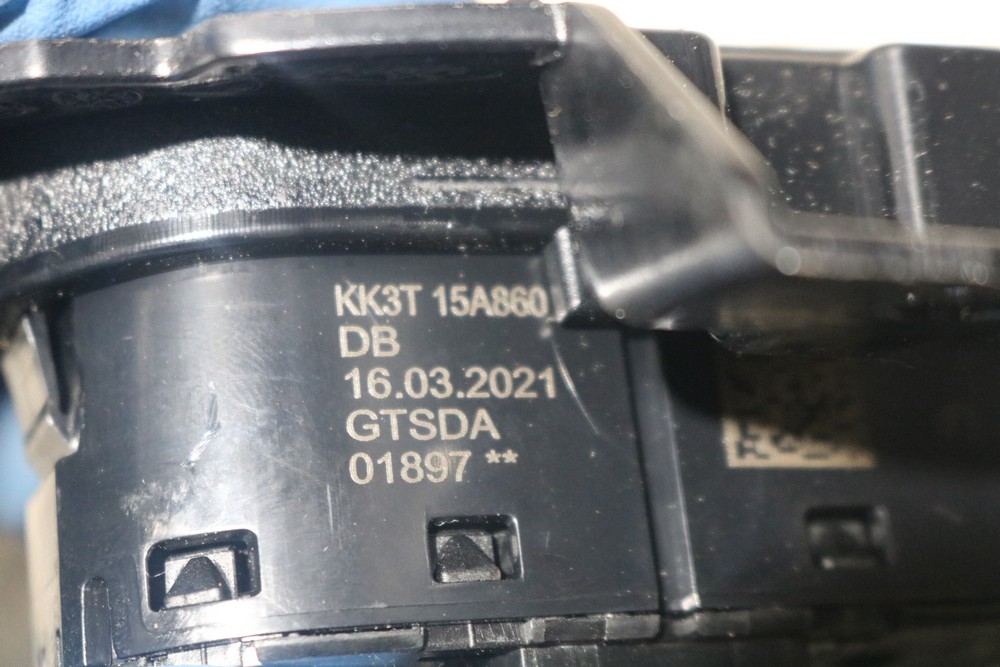 KK3T 15A860
DB
16.03.2021
GTSDA
01897 **